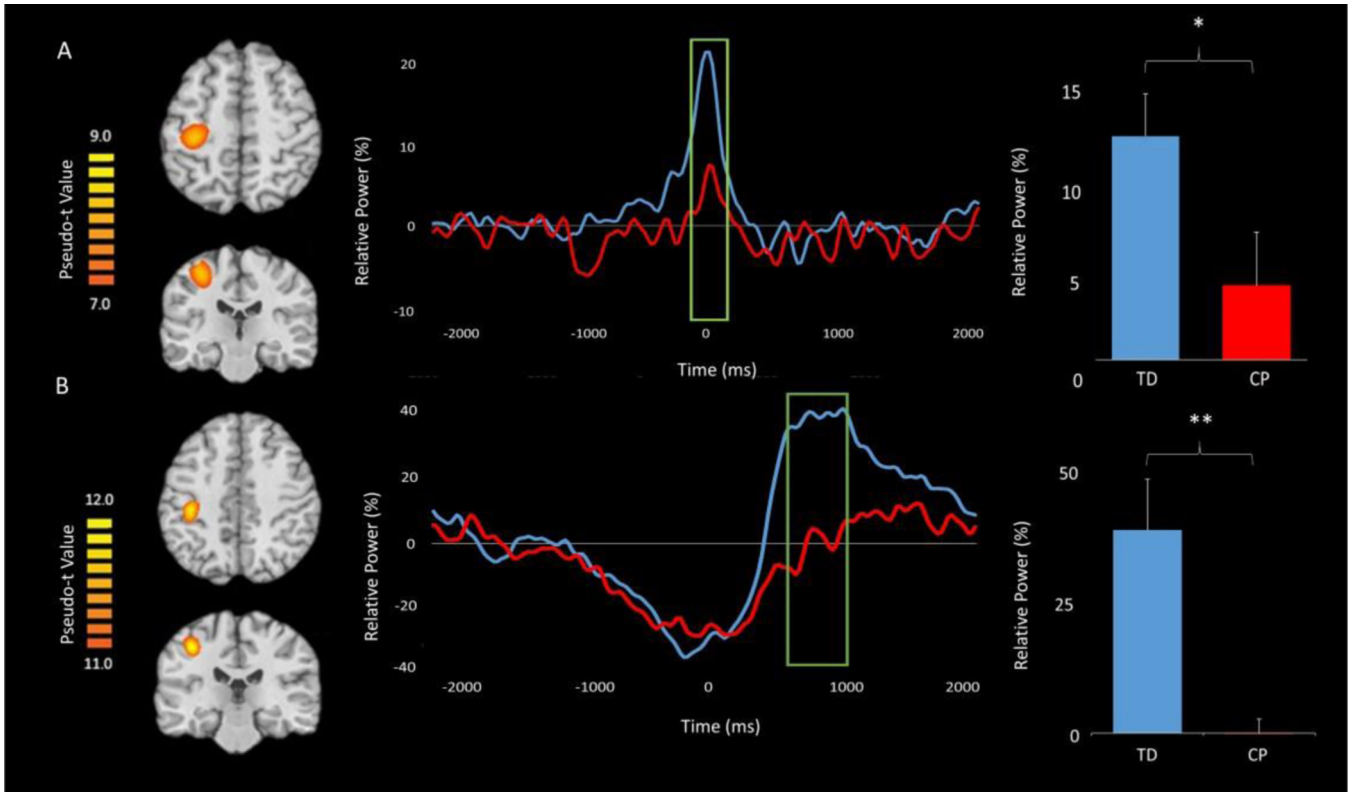 A
9.0
Pseudo-t Value
7.0
20
10
0
-10
Relative Power (%)
-2000 -1000 0 1000 2000
Time (ms)
*
15
10
5
0
Relative Power (%)
TD CP
B
12.0
Pseudo-t Value
11.0
40
20
0
-20
-40
Relative Power (%)
-2000 -1000 0 1000 2000
Time (ms)
**
50
25
0
Relative Power (%)
TD CP